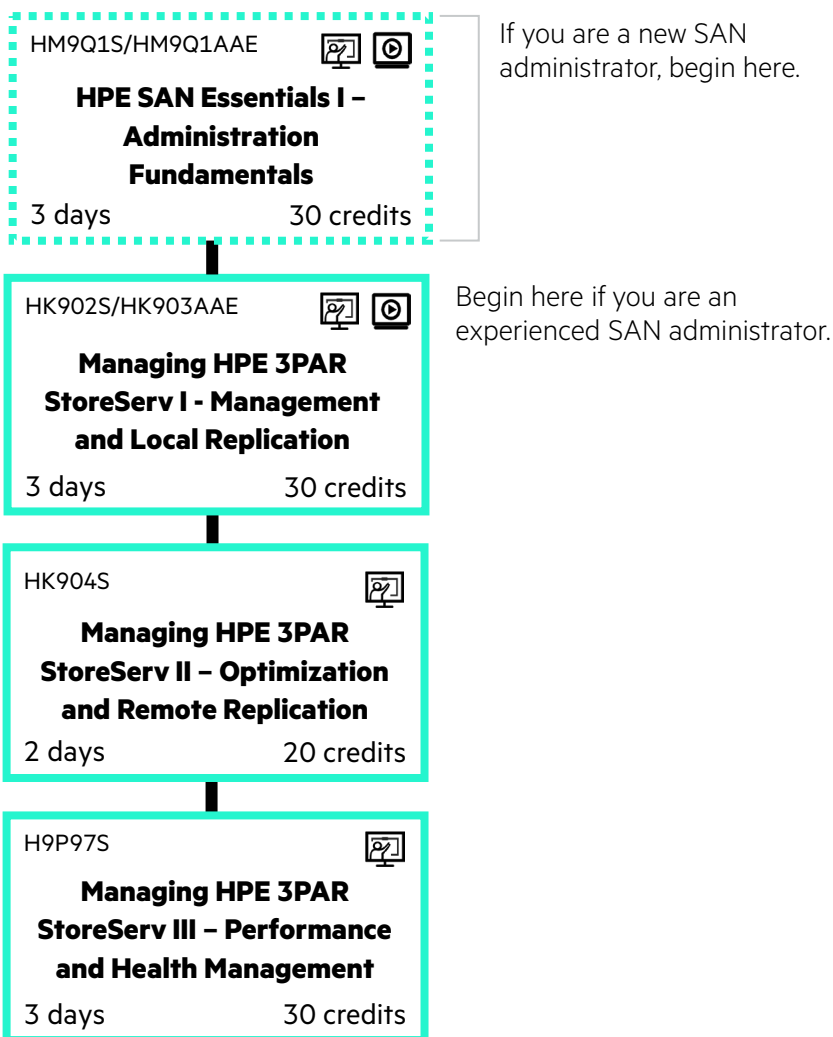 HM9Q1S/HM9Q1AAE
HPE SAN Essentials I –
Administration
Fundamentals
3 days 30 credits
If you are a new SAN
administrator, begin here.
HK902S/HK903AAE
Managing HPE 3PAR
StoreServ I - Management
and Local Replication
3 days 30 credits
Begin here if you are an
experienced SAN administrator.
HK904S
Managing HPE 3PAR
StoreServ II – Optimization
and Remote Replication
2 days 20 credits
H9P97S
Managing HPE 3PAR
StoreServ III – Performance
and Health Management
3 days 30 credits